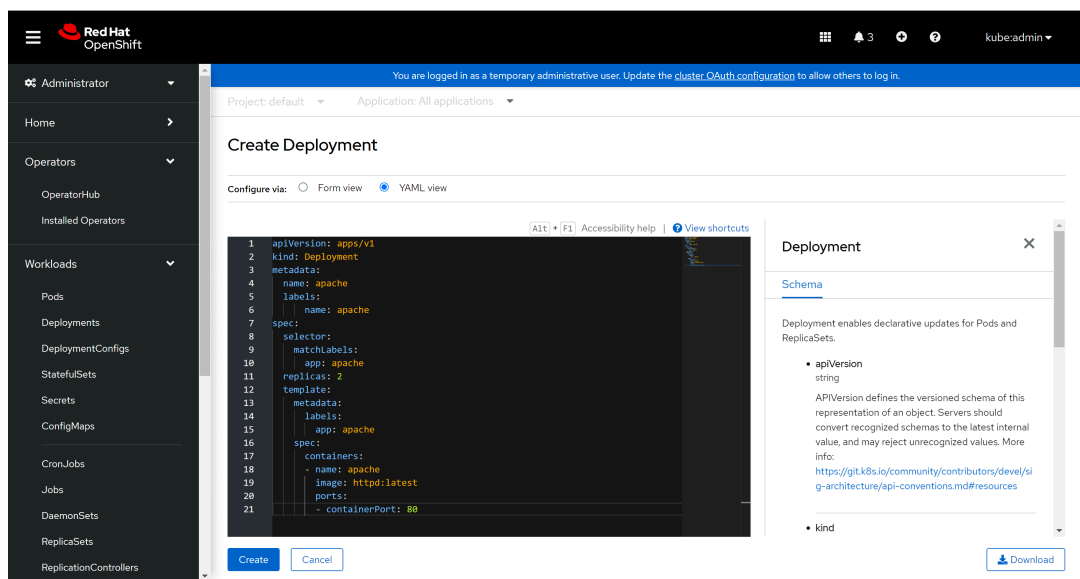 Red Hat
OpenShift
3
kube:admin
Administrator
You are logged in as a temporary administrative user. Update the cluster OAuth configuration to allow others to log in.
Project: default
Application: All applications
Home
Operators
OperatorHub
Installed Operators
Workloads
Pods
Deployments
DeploymentConfigs
StatefulSets
Secrets
ConfigMaps
CronJobs
Jobs
DaemonSets
ReplicaSets
ReplicationControllers
Create Deployment
Configure via: Form view YAML view
Alt + F1 Accessibility help | ? View shortcuts
1 apiVersion: apps/v1
2 kind: Deployment
3 metadata:
4   name: apache
5   labels:
6       name: apache
7 spec:
8   selector:
9     matchLabels:
10       app: apache
11   replicas: 2
12   template:
13     metadata:
14       labels:
15         app: apache
16     spec:
17       containers:
18       - name: apache
19         image: httpd:latest
20         ports:
21         - containerPort: 80
Deployment
Schema
Deployment enables declarative updates for Pods and
ReplicaSets.
• apiVersion
string
APIVersion defines the versioned schema of this
representation of an object. Servers should
convert recognized schemas to the latest internal
value, and may reject unrecognized values. More
info:
https://git.k8s.io/community/contributors/devel/si
g-architecture/api-conventions.md#resources
• kind
Create
Cancel
Download